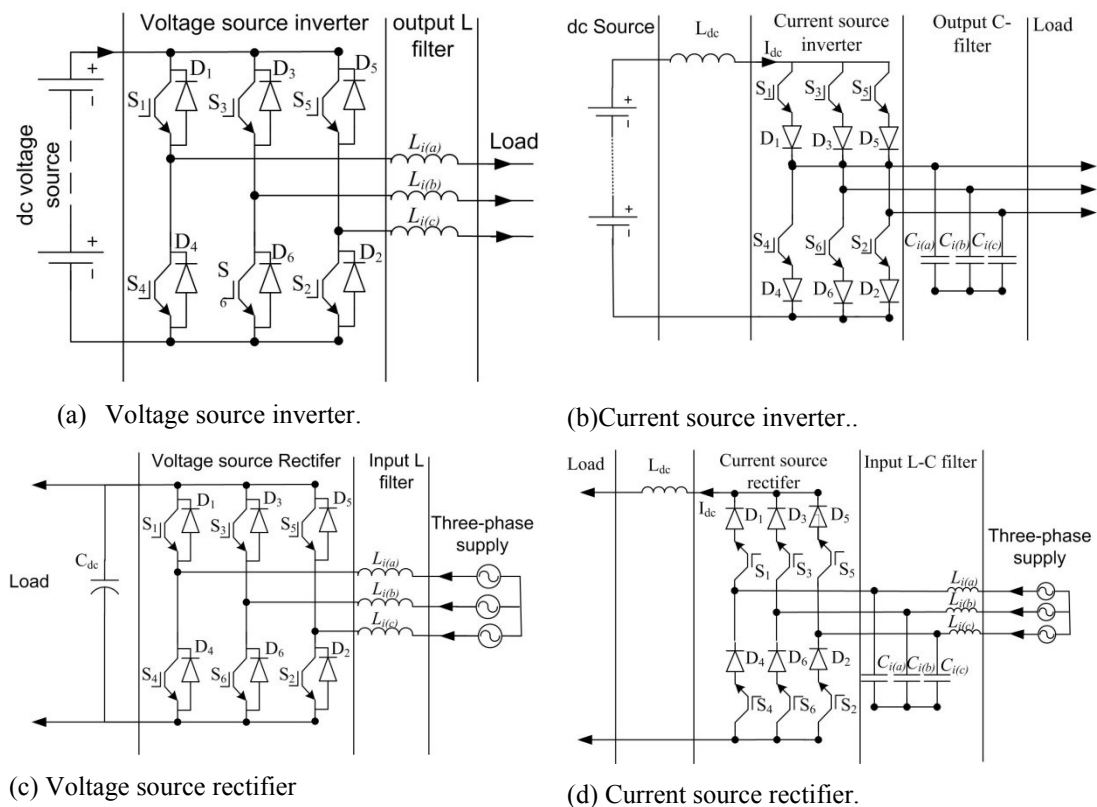 Voltage source inverter
output L
filter
dc voltage
source
+
-
+
-
D1
D3
D5
S1
S3
S5
Li(a)
Load
Li(b)
Li(c)
D4
D6
D2
S4
S
6
S2
(a) Voltage source inverter.
dc Source
Ldc
Current source
inverter
Output C-
filter
Load
Idc
+
-
+
-
S1
S3
S5
D1
D3
D5
S4
S6
S2
Ci(a)
Ci(b)
Ci(c)
D4
D6
D2
(b)Current source inverter..
Voltage source Rectifer
Input L
filter
D1
D3
D5
S1
S3
S5
Three-phase
supply
Cdc
Load
Li(a)
Li(b)
Li(c)
D4
D6
D2
S4
S6
S2
(c) Voltage source rectifier
Load
Ldc
Current source
rectifer
Input L-C filter
Idc
D1
D3
D5
S1
S3
S5
Three-phase
supply
Li(a)
Li(b)
Li(c)
D4
D6
D2
Ci(a)
Ci(b)
Ci(c)
S4
S6
S2
(d) Current source rectifier.